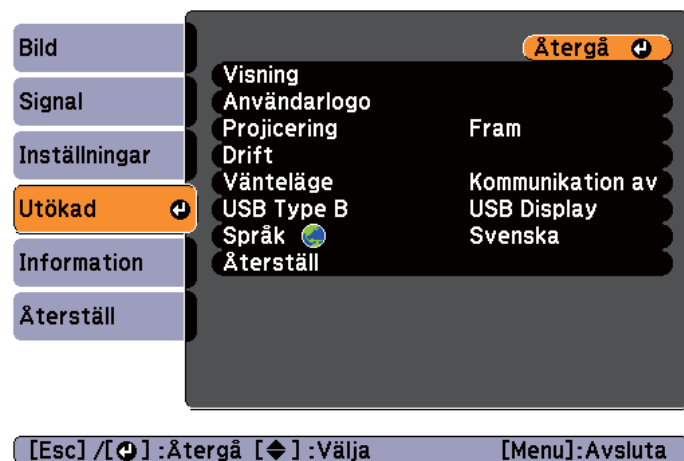 Bild
Signal
Inställningar
Utökad
Information
Återställ
Återgå
Visning
Användarlogo
Projicering Fram
Drift
Vänteläge Kommunikation av
USB Type B USB Display
Språk Svenska
Återställ
[Esc] /[ ] :Återgå [ ] :Välja [Menu]:Avsluta